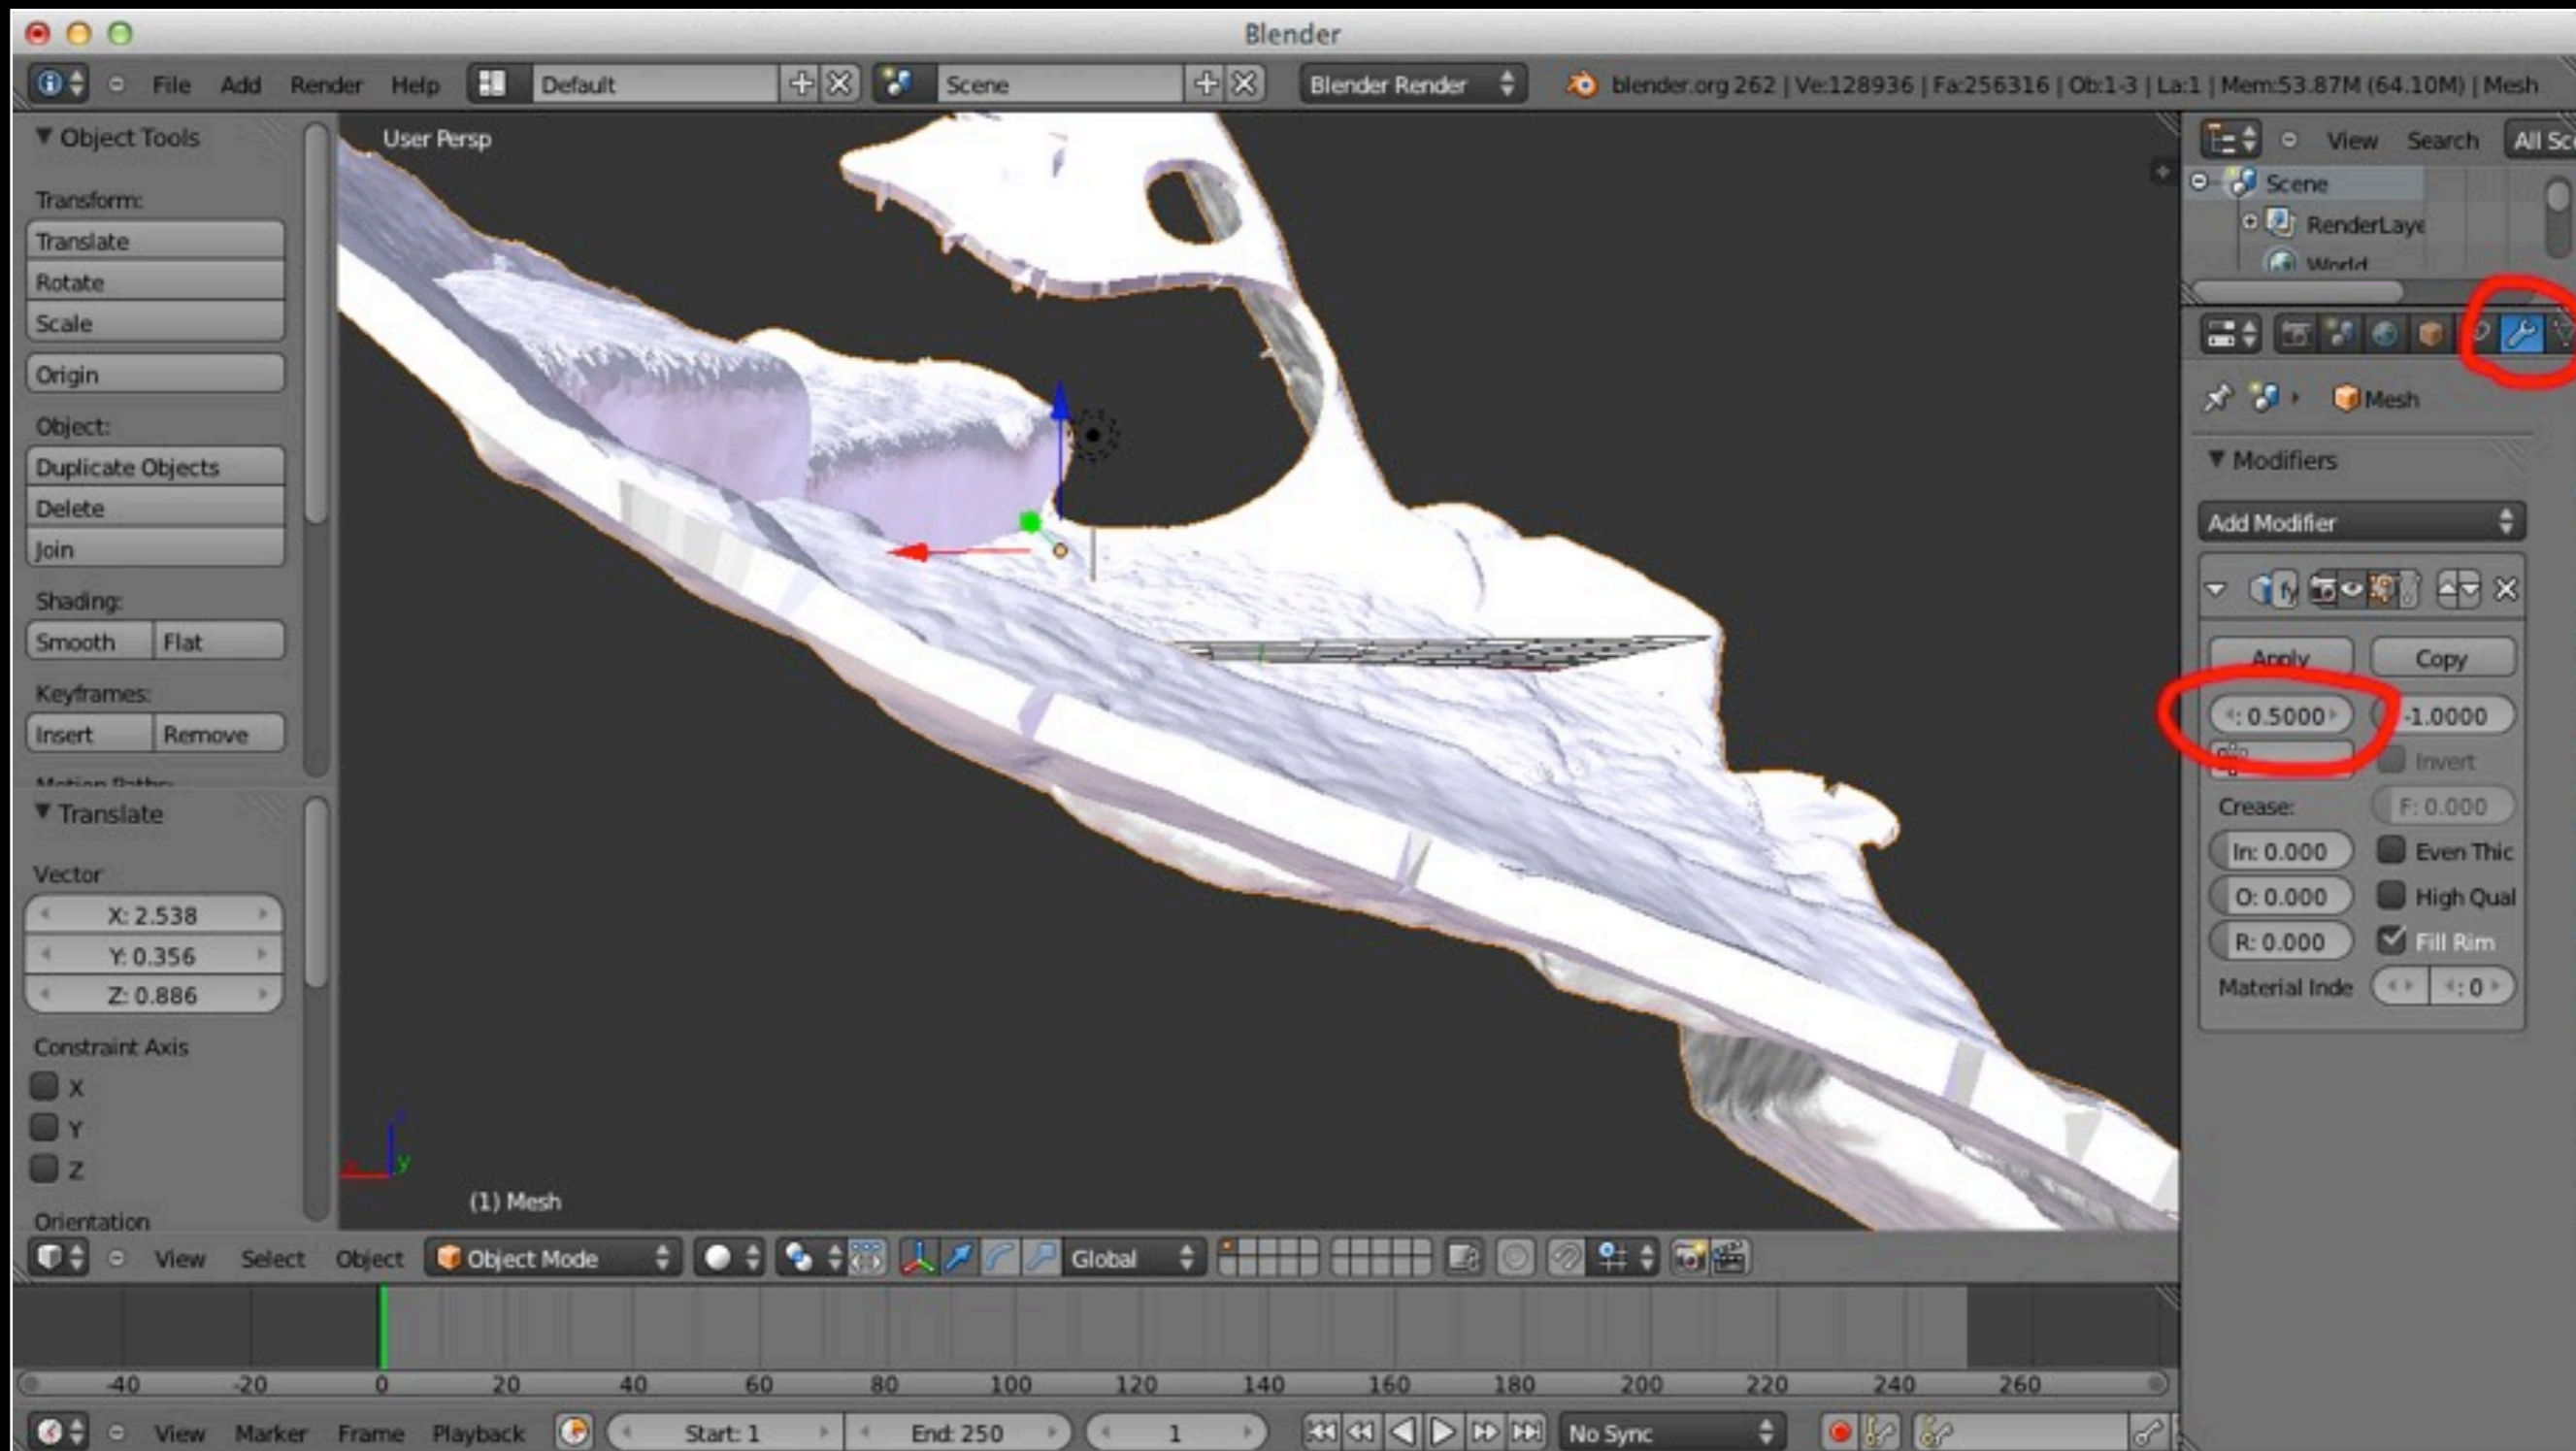 Blender
File Add Render Help Default Scene Blender Render blender.org 262 | Ve:128936 | Fa:256316 | Ob:1-3 | La:1 | Mem:53.87M (64.10M) | Mesh
Object Tools
Transform:
Translate
Rotate
Scale
Origin
Object:
Duplicate Objects
Delete
Join
Shading:
Smooth Flat
Keyframes:
Insert Remove
Motion Paths:
Translate
Vector
X: 2.538
Y: 0.356
Z: 0.886
Constraint Axis
X
Y
Z
Orientation
User Persp
y
(1) Mesh
View Search All Sc
Scene
RenderLaye
World
Mesh
Modifiers
Add Modifier
fy
Apply Copy
: 0.5000 -1.0000
Invert
Crease: F: 0.000
In: 0.000 Even Thic
O: 0.000 High Qual
R: 0.000 Fill Rim
Material Inde : 0
View Select Object Object Mode Global
-40 -20 0 20 40 60 80 100 120 140 160 180 200 220 240 260
View Marker Frame Playback Start: 1 End: 250 1 No Sync